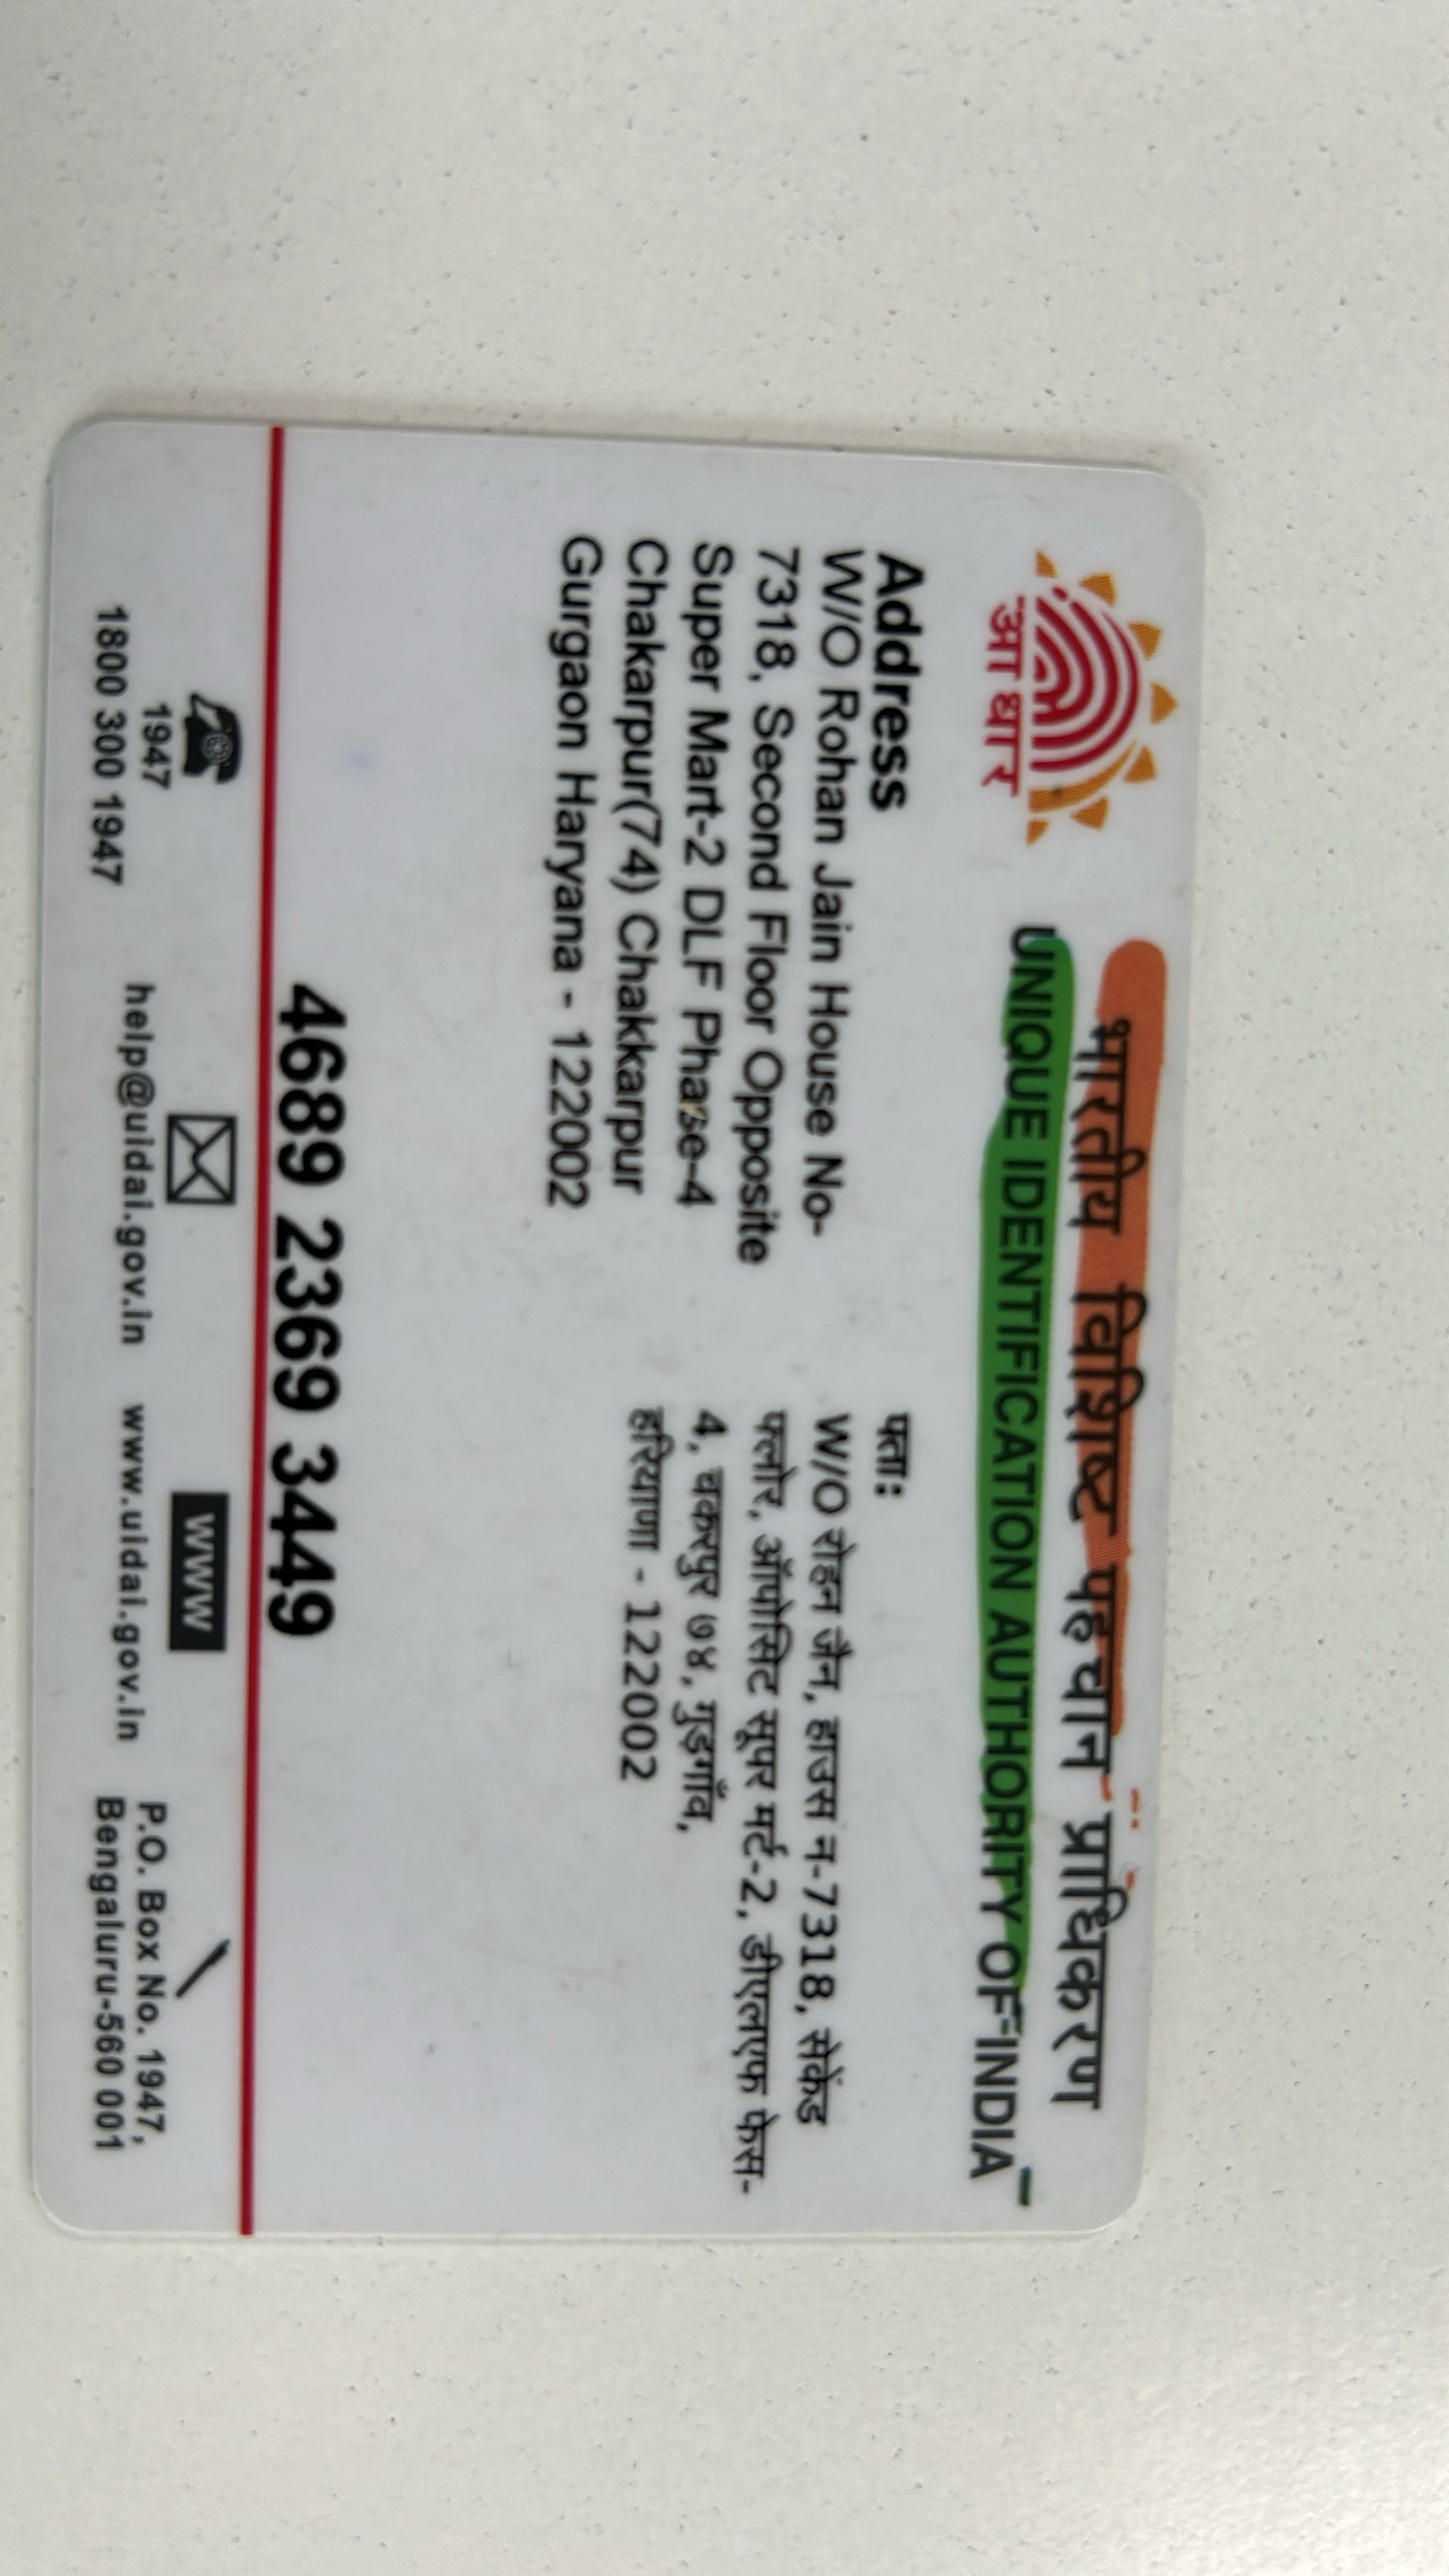 आधार
भारतीय विशिष्ट पहचान प्राधिकरण
UNIQUE IDENTIFICATION AUTHORITY OF INDIA
Address
W/O Rohan Jain House No-
7318, Second Floor Opposite
Super Mart-2 DLF Phase-4
Chakarpur(74) Chakkarpur
Gurgaon Haryana - 122002
पता:
W/O रोहन जैन, हाउस न-7318, सेकेंड
फ्लोर, ऑपोसिट सूपर मर्ट-2, डीएलएफ फेस-
4, चकरपुर ७४, गुड़गाँव,
हरियाणा - 122002
4689 2369 3449
1947
1800 300 1947
help@uidai.gov.in
WWW
www.uidai.gov.in
P.O. Box No. 1947,
Bengaluru-560 001